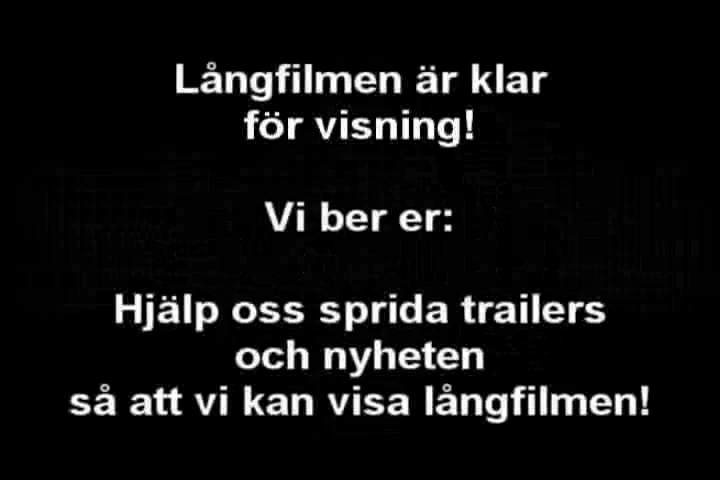 Långfilmen är klar
för visning!
Vi ber er:
Hjälp oss sprida trailers
och nyheten
så att vi kan visa långfilmen!